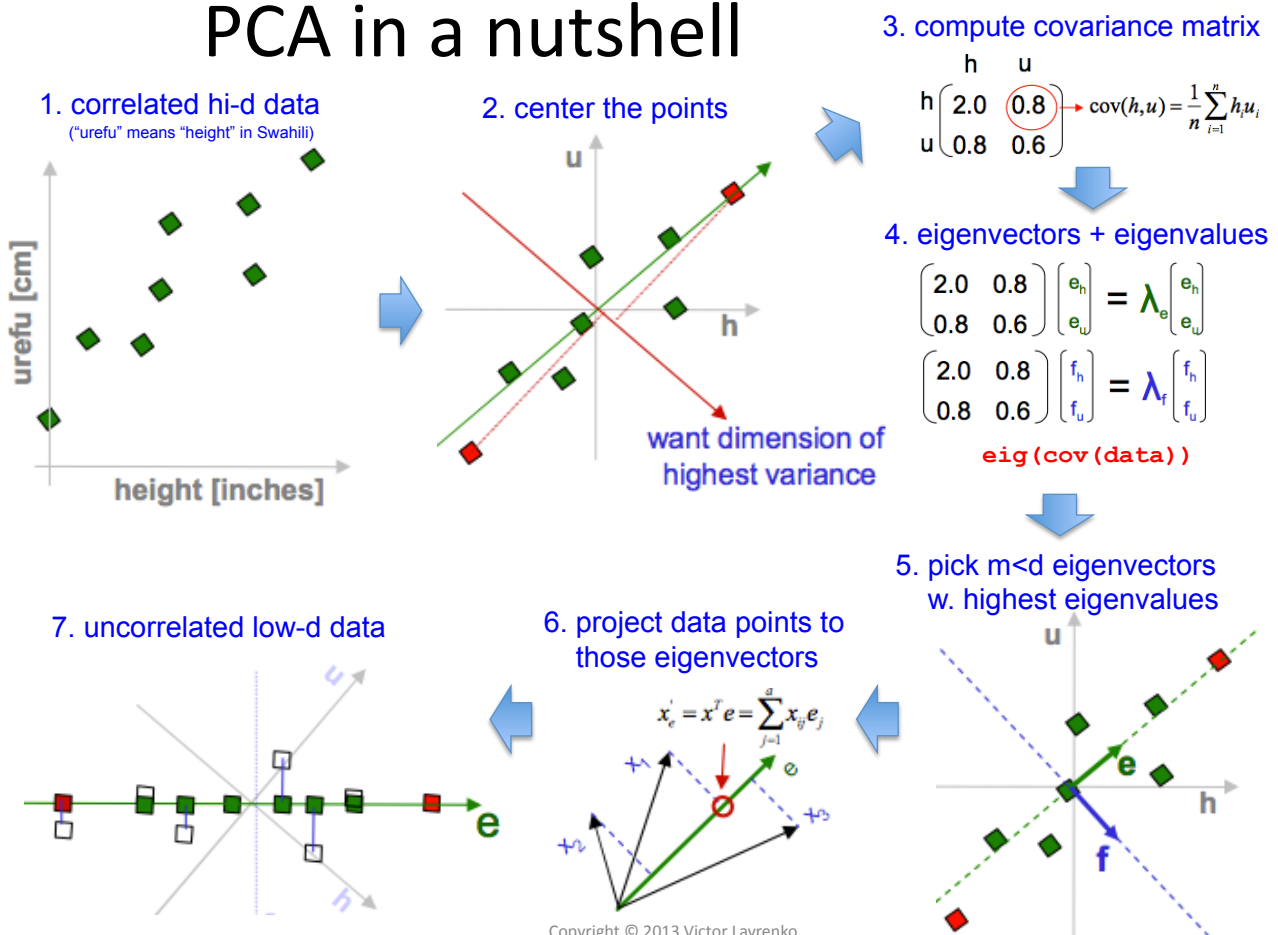 PCA in a nutshell
1. correlated hi-d data
("urefu" means "height" in Swahili)
urefu [cm]
height [inches]
2. center the points
u
h
want dimension of
highest variance
3. compute covariance matrix
h u
h 2.0 0.8 → cov(h,u) = 1/n ∑ i=1 n h_i u_i
u 0.8 0.6
4. eigenvectors + eigenvalues
2.0 0.8 e_h = λ_e e_h
0.8 0.6 e_u e_u
2.0 0.8 f_h = λ_f f_h
0.8 0.6 f_u f_u
eig(cov(data))
5. pick m<d eigenvectors
w. highest eigenvalues
u
e
h
f
6. project data points to
those eigenvectors
x'_e = x^T e = ∑ j=1 a x_ij e_j
x_1
e
x_2
x_3
7. uncorrelated low-d data
u
e
h
Copyright © 2013 Victor Lavrenko